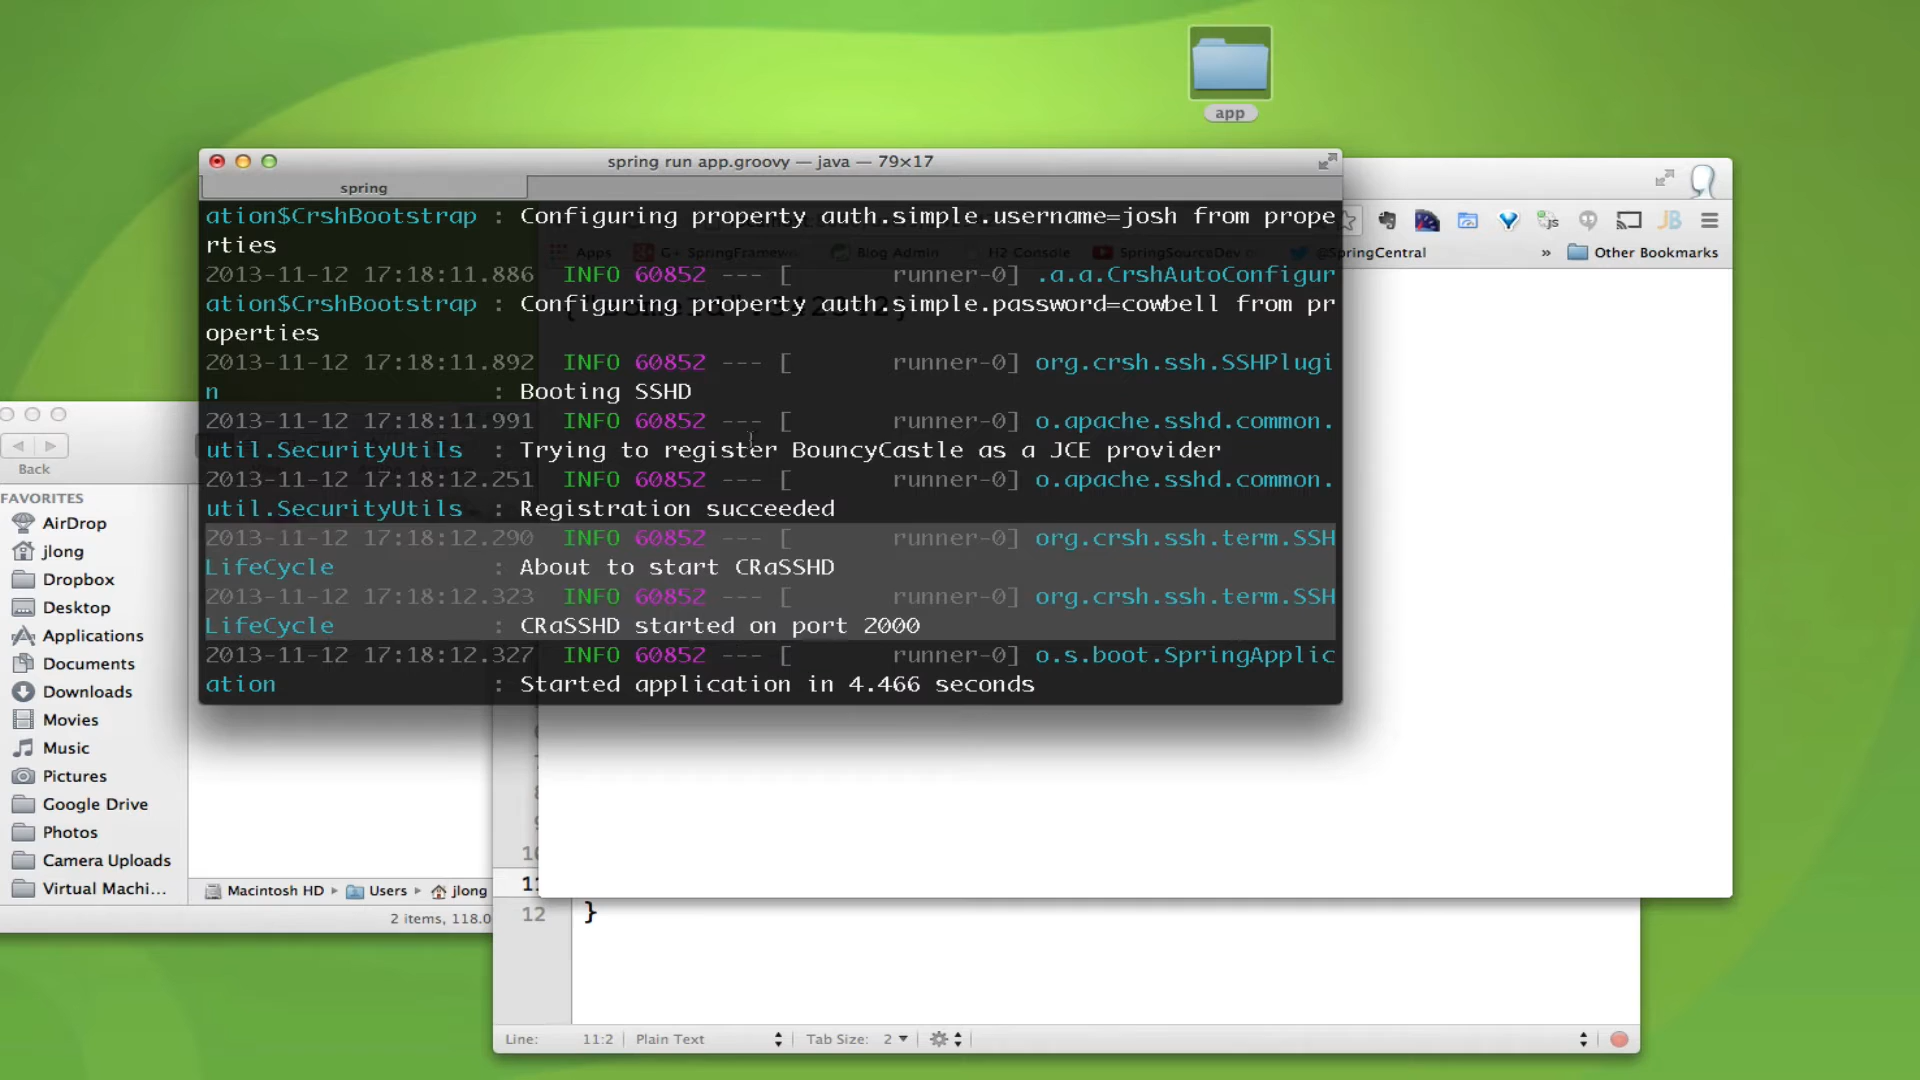 app
spring run app.groovy — java — 79×17
spring
ation$CrshBootstrap : Configuring property auth.simple.username=josh from prope
rties
2013-11-12 17:18:11.886 INFO 60852 --- [ runner-0] .a.a.CrshAutoConfigur
ation$CrshBootstrap : Configuring property auth.simple.password=cowbell from pr
operties
2013-11-12 17:18:11.892 INFO 60852 --- [ runner-0] org.crsh.ssh.SSHPlugi
n : Booting SSHD
2013-11-12 17:18:11.991 INFO 60852 --- [ runner-0] o.apache.sshd.common.
util.SecurityUtils : Trying to register BouncyCastle as a JCE provider
2013-11-12 17:18:12.251 INFO 60852 --- [ runner-0] o.apache.sshd.common.
util.SecurityUtils : Registration succeeded
2013-11-12 17:18:12.290 INFO 60852 --- [ runner-0] org.crsh.ssh.term.SSH
LifeCycle : About to start CRaSSHD
2013-11-12 17:18:12.323 INFO 60852 --- [ runner-0] org.crsh.ssh.term.SSH
LifeCycle : CRaSSHD started on port 2000
2013-11-12 17:18:12.327 INFO 60852 --- [ runner-0] o.s.boot.SpringApplic
ation : Started application in 4.466 seconds
Apps G+ SpringFramew Blog Admin H2 Console SpringSourceDev @SpringCentral » Other Bookmarks
JS
JB
Back
FAVORITES
AirDrop
jlong
Dropbox
Desktop
Applications
Documents
Downloads
Movies
Music
Pictures
Google Drive
Photos
Camera Uploads
Virtual Machi...
Macintosh HD ▸ Users ▸ jlong
2 items, 118.0
12 }
Line: 11:2 Plain Text Tab Size: 2